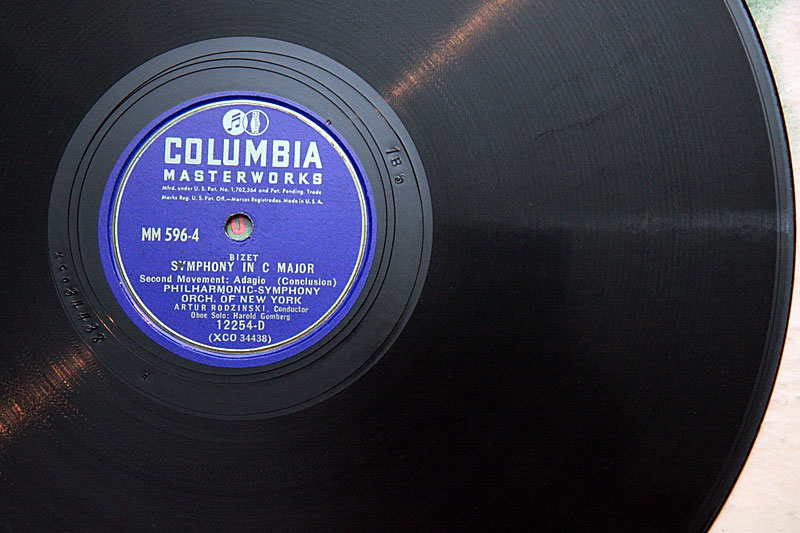 COLUMBIA
MASTERWORKS
Mfrd. under U. S. Pat. No. 1,702,564 and Pat. Pending. Trade
Marks Reg. U. S. Pat. Off.—Marcas Registradas. Made in U. S. A.
MM 596-4
BIZET
SYMPHONY IN C MAJOR
Second Movement: Adagio (Conclusion)
PHILHARMONIC-SYMPHONY
ORCH. OF NEW YORK
ARTUR RODZINSKI, Conductor
Oboe Solo: Harold Gomberg
12254-D
(XCO 34438)